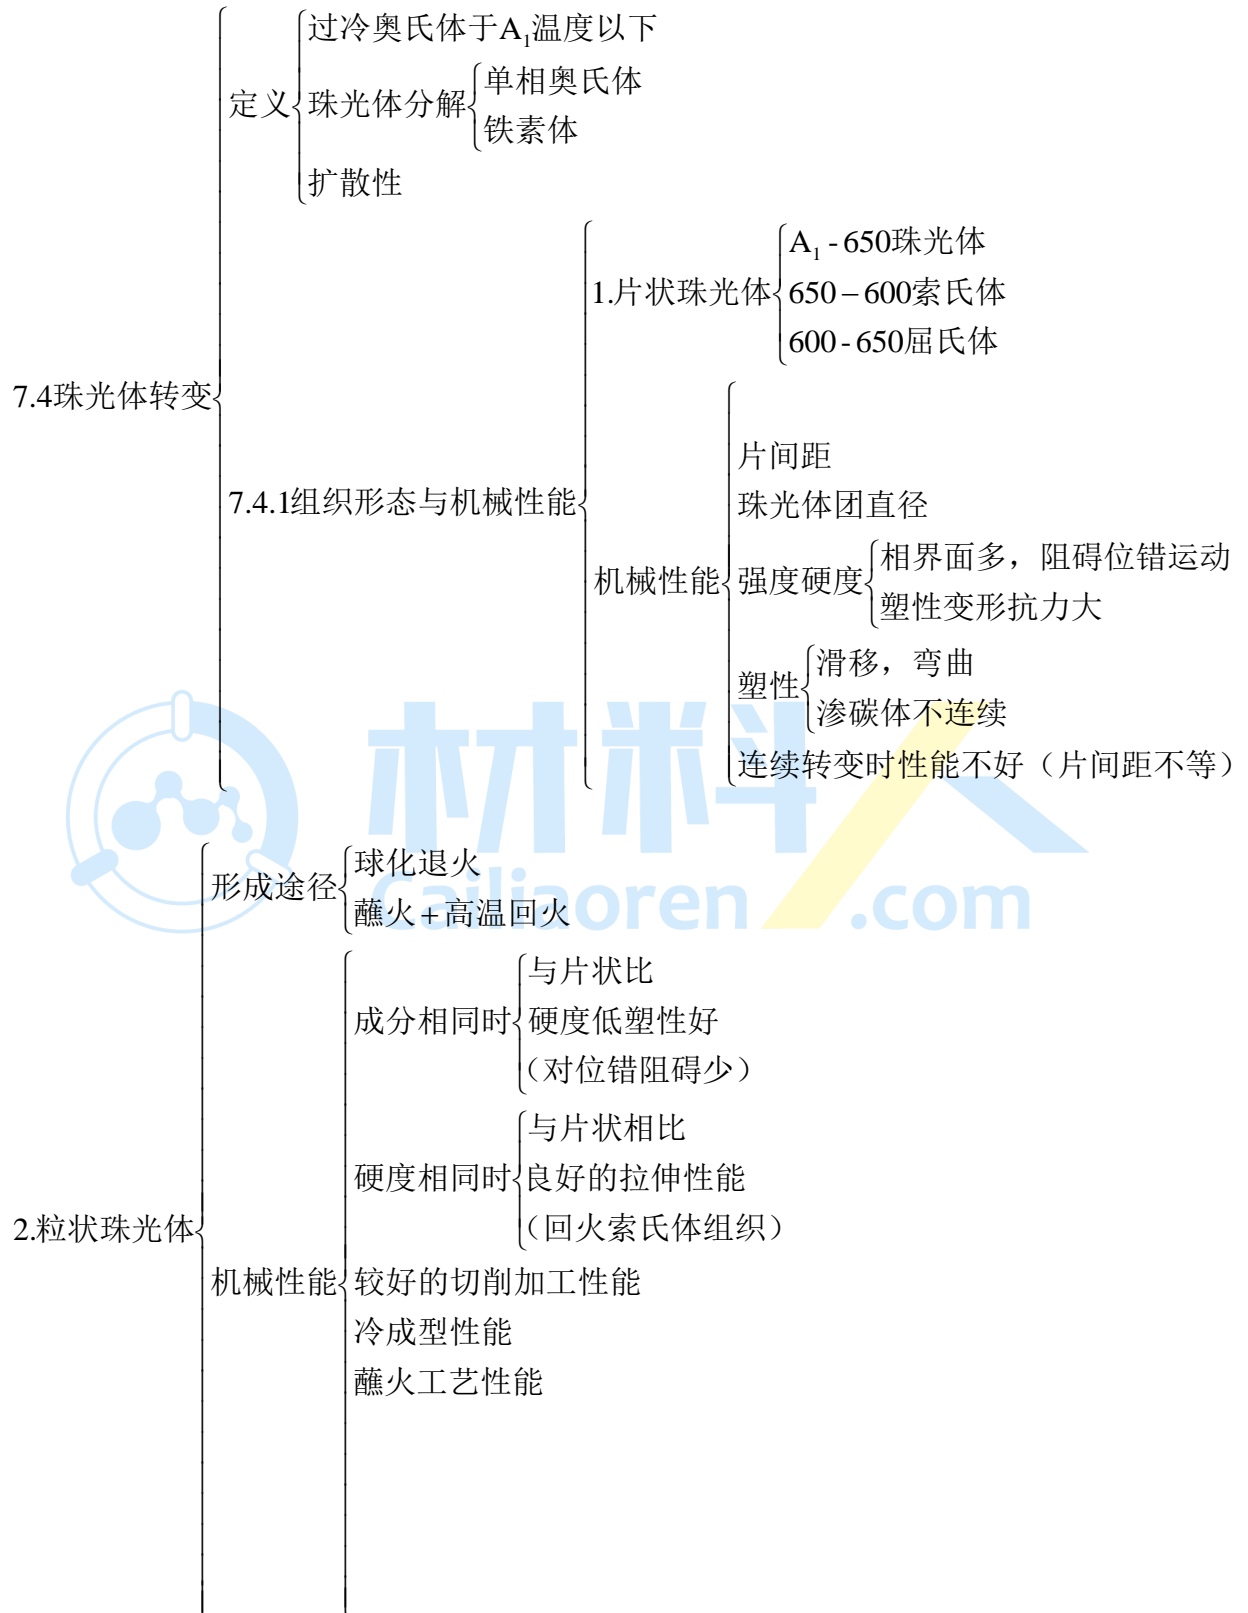 过冷奥氏体于A₁温度以下
定义
珠光体分解
单相奥氏体
铁素体
扩散性
7.4珠光体转变
7.4.1组织形态与机械性能
1.片状珠光体
A₁-650珠光体
650–600索氏体
600-650屈氏体
机械性能
片间距
珠光体团直径
强度硬度
相界面多，阻碍位错运动
塑性变形抗力大
塑性
滑移，弯曲
渗碳体不连续
连续转变时性能不好（片间距不等）
材料人
Cailiaoren.com
2.粒状珠光体
形成途径
球化退火
蘸火+高温回火
机械性能
成分相同时
与片状比
硬度低塑性好
（对位错阻碍少）
硬度相同时
与片状相比
良好的拉伸性能
（回火索氏体组织）
较好的切削加工性能
冷成型性能
蘸火工艺性能